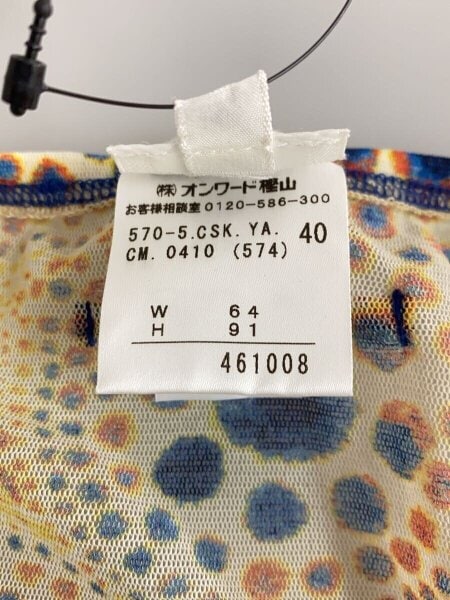 (株) オンワード樫山
お客様相談室 0120-586-300
570-5.CSK. YA. 40
CM. 0410 (574)
W 64
H 91
461008